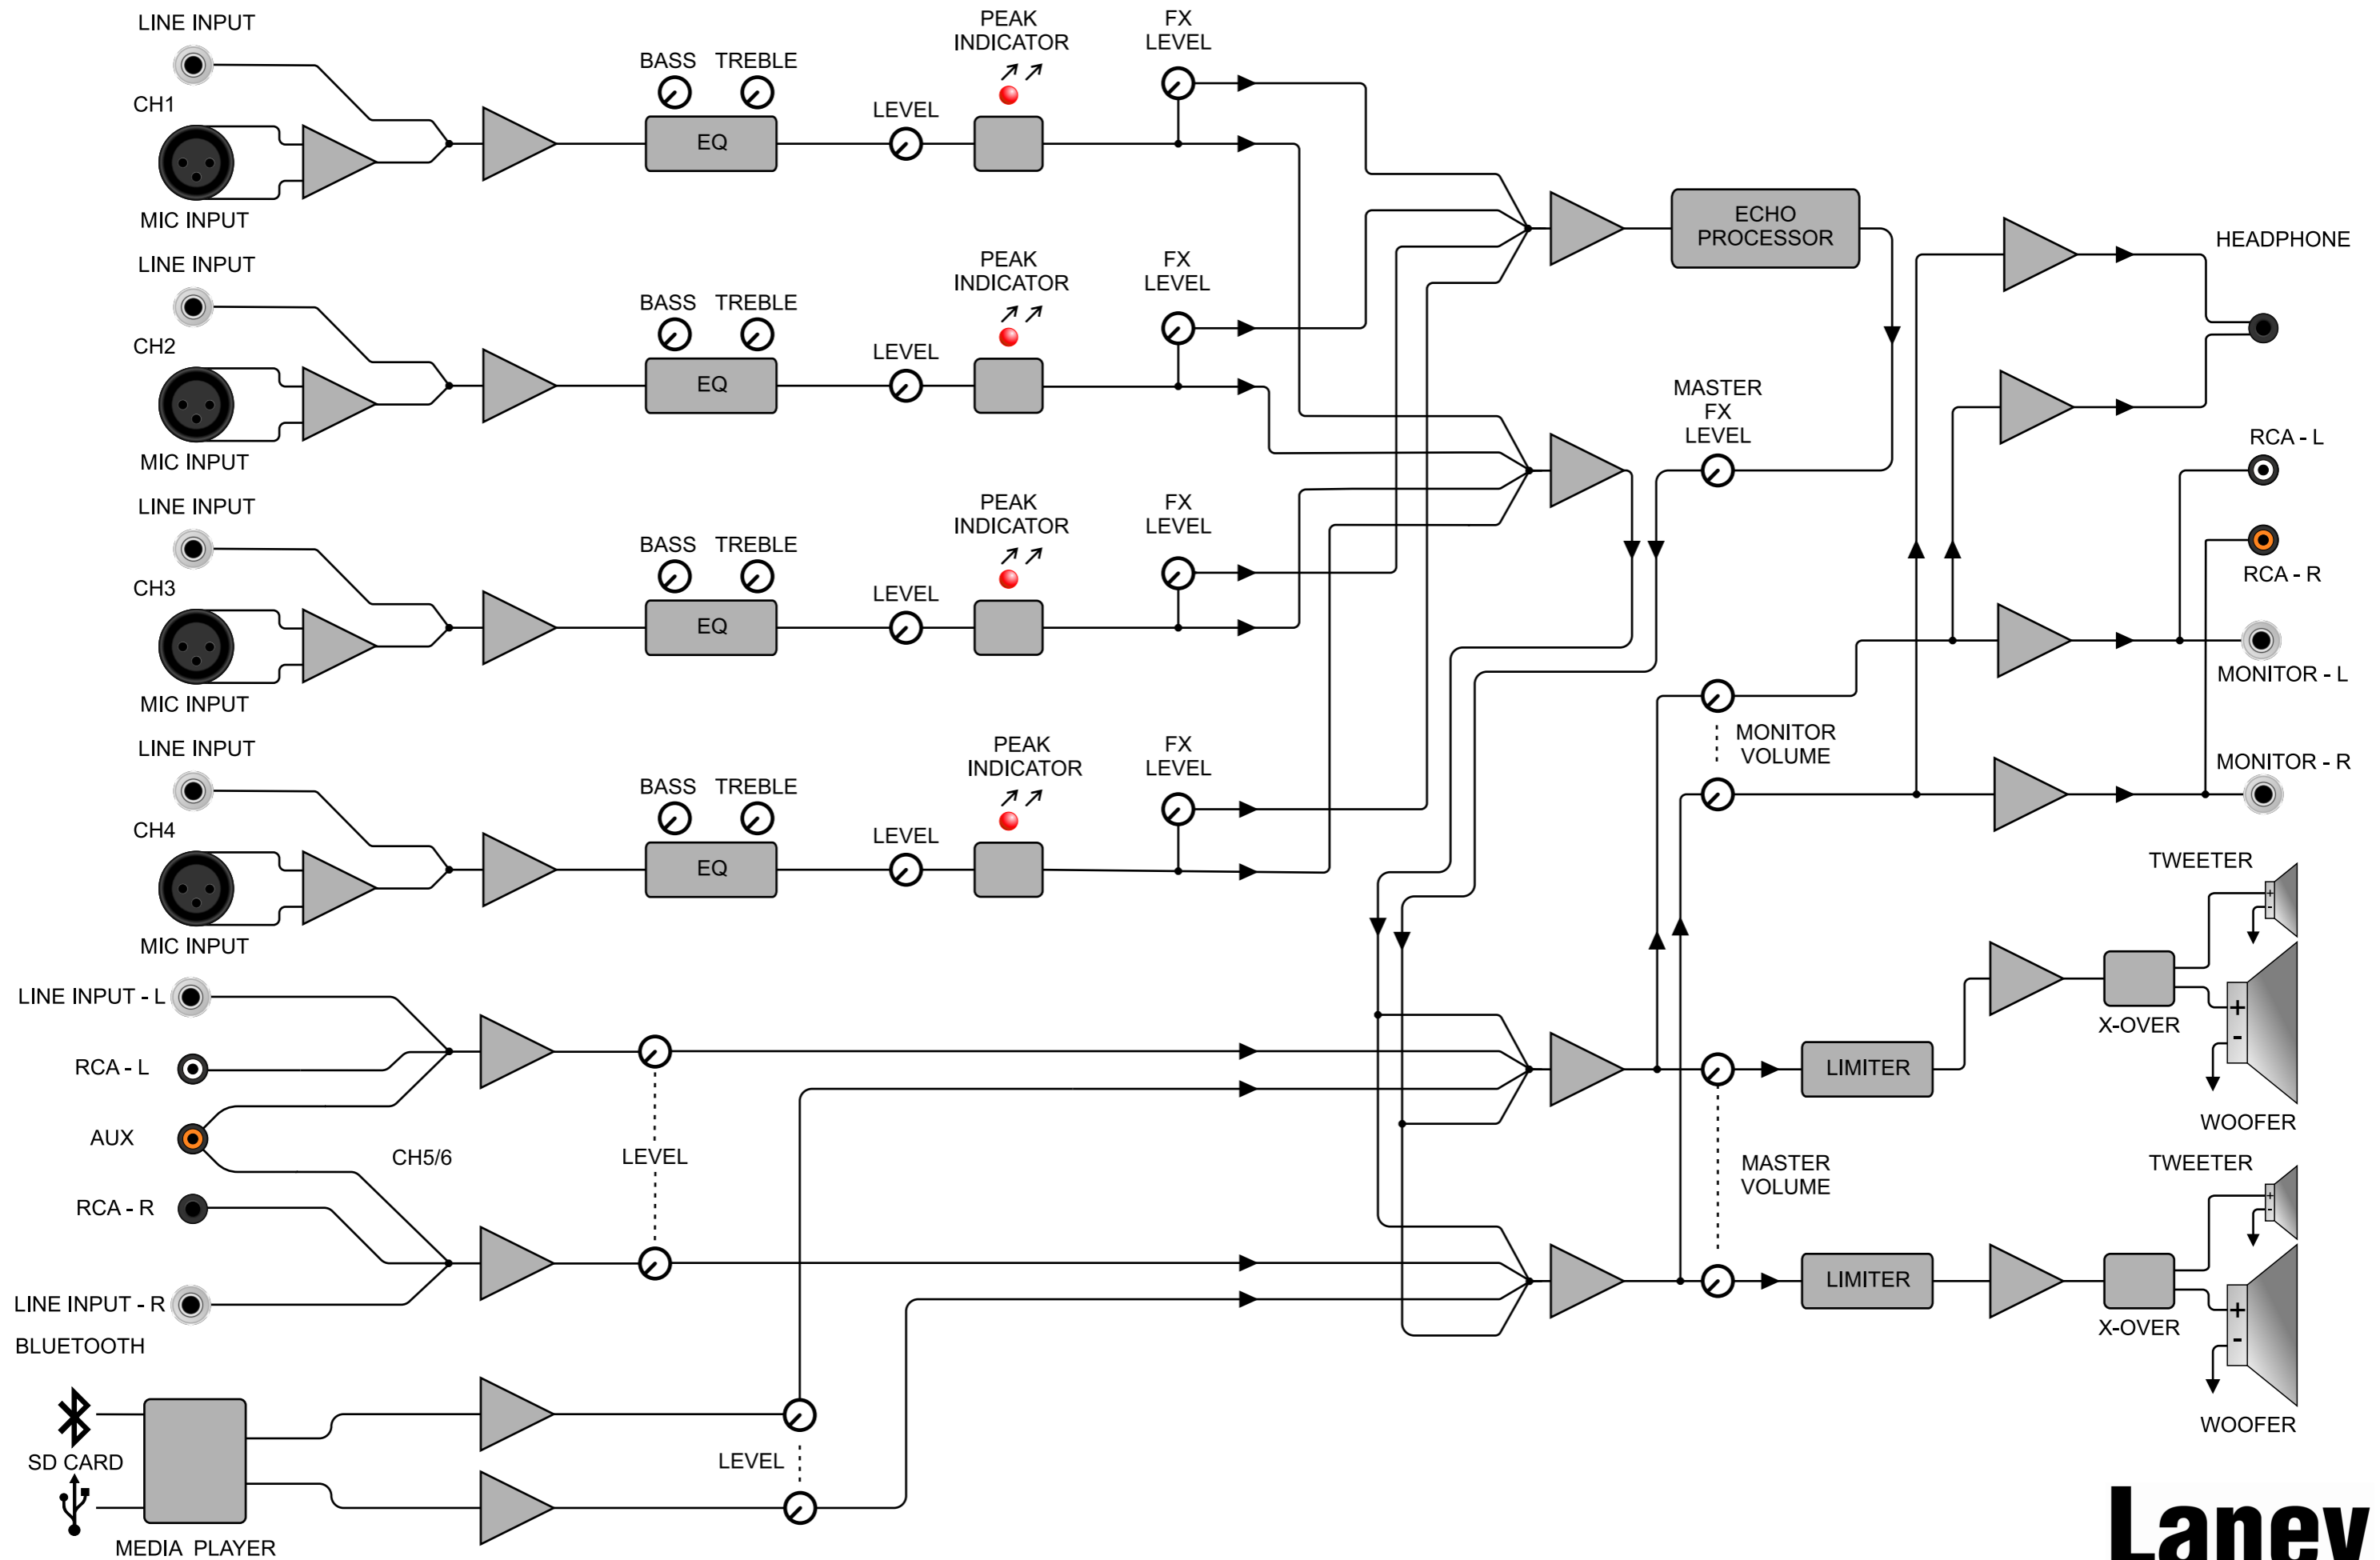 LINE INPUT
CH1
MIC INPUT
BASS TREBLE
EQ
LEVEL
PEAK
INDICATOR
FX
LEVEL
LINE INPUT
CH2
MIC INPUT
BASS TREBLE
EQ
LEVEL
PEAK
INDICATOR
FX
LEVEL
LINE INPUT
CH3
MIC INPUT
BASS TREBLE
EQ
LEVEL
PEAK
INDICATOR
FX
LEVEL
LINE INPUT
CH4
MIC INPUT
BASS TREBLE
EQ
LEVEL
PEAK
INDICATOR
FX
LEVEL
ECHO
PROCESSOR
MASTER
FX
LEVEL
HEADPHONE
RCA - L
RCA - R
MONITOR - L
MONITOR
VOLUME
MONITOR - R
LINE INPUT - L
RCA - L
AUX
RCA - R
LINE INPUT - R
CH5/6
LEVEL
BLUETOOTH
SD CARD
MEDIA PLAYER
LEVEL
MASTER
VOLUME
LIMITER
X-OVER
TWEETER
+
-
+
-
WOOFER
LIMITER
X-OVER
TWEETER
+
-
+
-
WOOFER
Laney